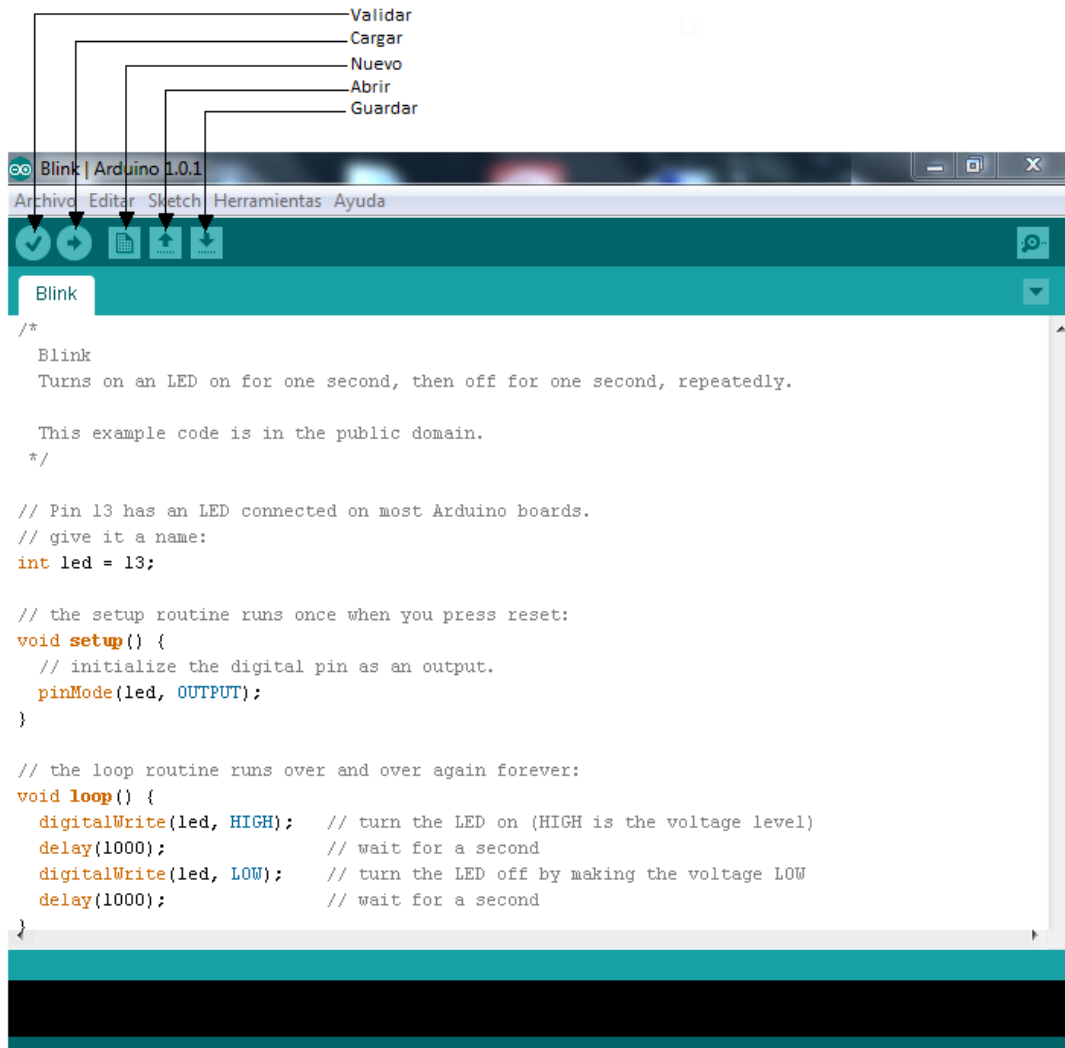 Validar
Cargar
Nuevo
Abrir
Guardar
Blink | Arduino 1.0.1
Archivo Editar Sketch Herramientas Ayuda
Blink
/*
  Blink
  Turns on an LED on for one second, then off for one second, repeatedly.

  This example code is in the public domain.
 */

// Pin 13 has an LED connected on most Arduino boards.
// give it a name:
int led = 13;

// the setup routine runs once when you press reset:
void setup() {
  // initialize the digital pin as an output.
  pinMode(led, OUTPUT);
}

// the loop routine runs over and over again forever:
void loop() {
  digitalWrite(led, HIGH);   // turn the LED on (HIGH is the voltage level)
  delay(1000);               // wait for a second
  digitalWrite(led, LOW);    // turn the LED off by making the voltage LOW
  delay(1000);               // wait for a second
}